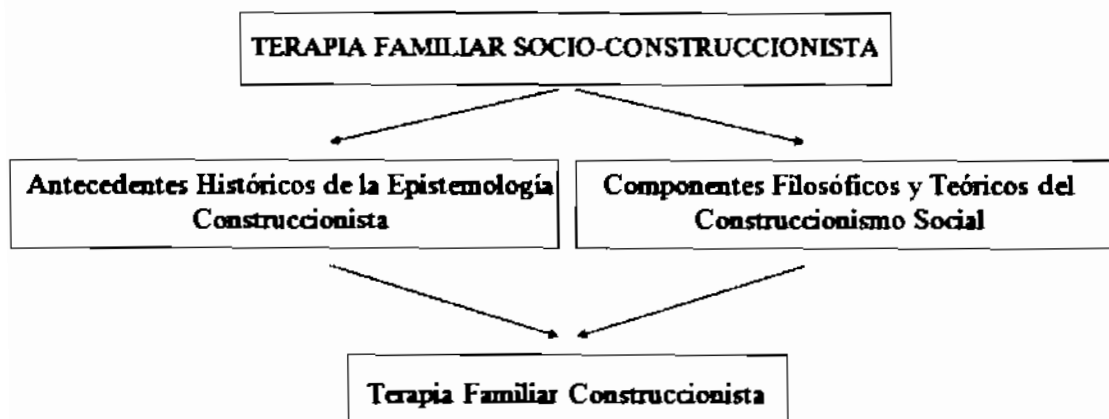 TERAPIA FAMILIAR SOCIO-CONSTRUCCIONISTA
Antecedentes Históricos de la Epistemología
Construccionista
Componentes Filosóficos y Teóricos del
Construccionismo Social
Terapia Familiar Construccionista